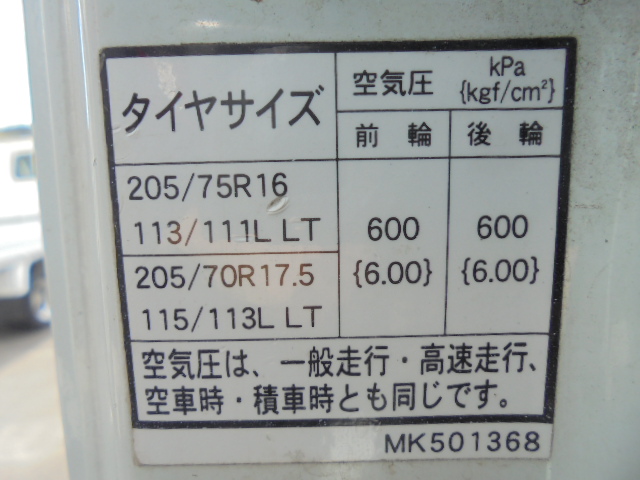 タイヤサイズ
空気圧 kPa {kgf/cm²}
前輪 後輪
205/75R16
113/111L LT
205/70R17.5
115/113L LT
600 600
{6.00} {6.00}
空気圧は、一般走行・高速走行、
空車時・積車時とも同じです。
MK501368